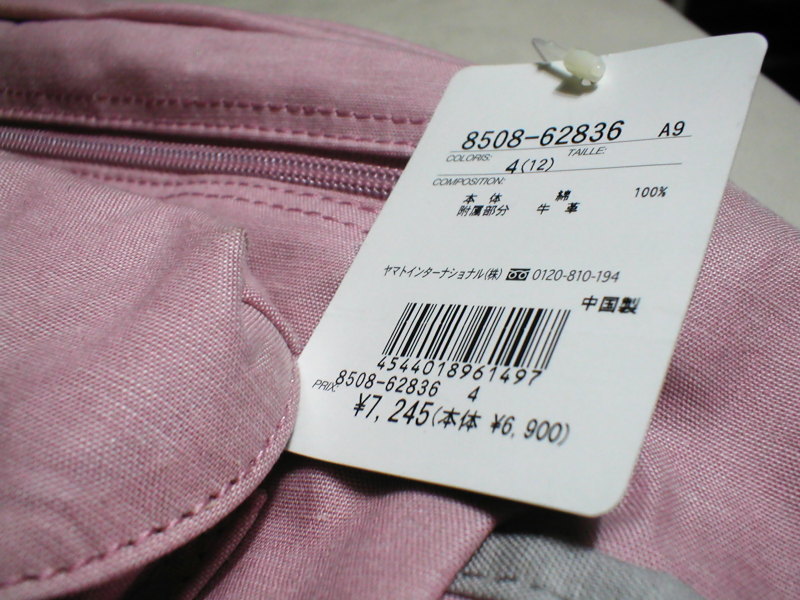 8508-62836 A9
COLORIS: TAILLE:
4(12)
COMPOSITION:
本体 綿 100%
附属部分 牛革
ヤマトインターナショナル(株) 0120-810-194
中国製
4544018961497
PRIX: 8508-62836 4
¥7,245(本体 ¥6,900)